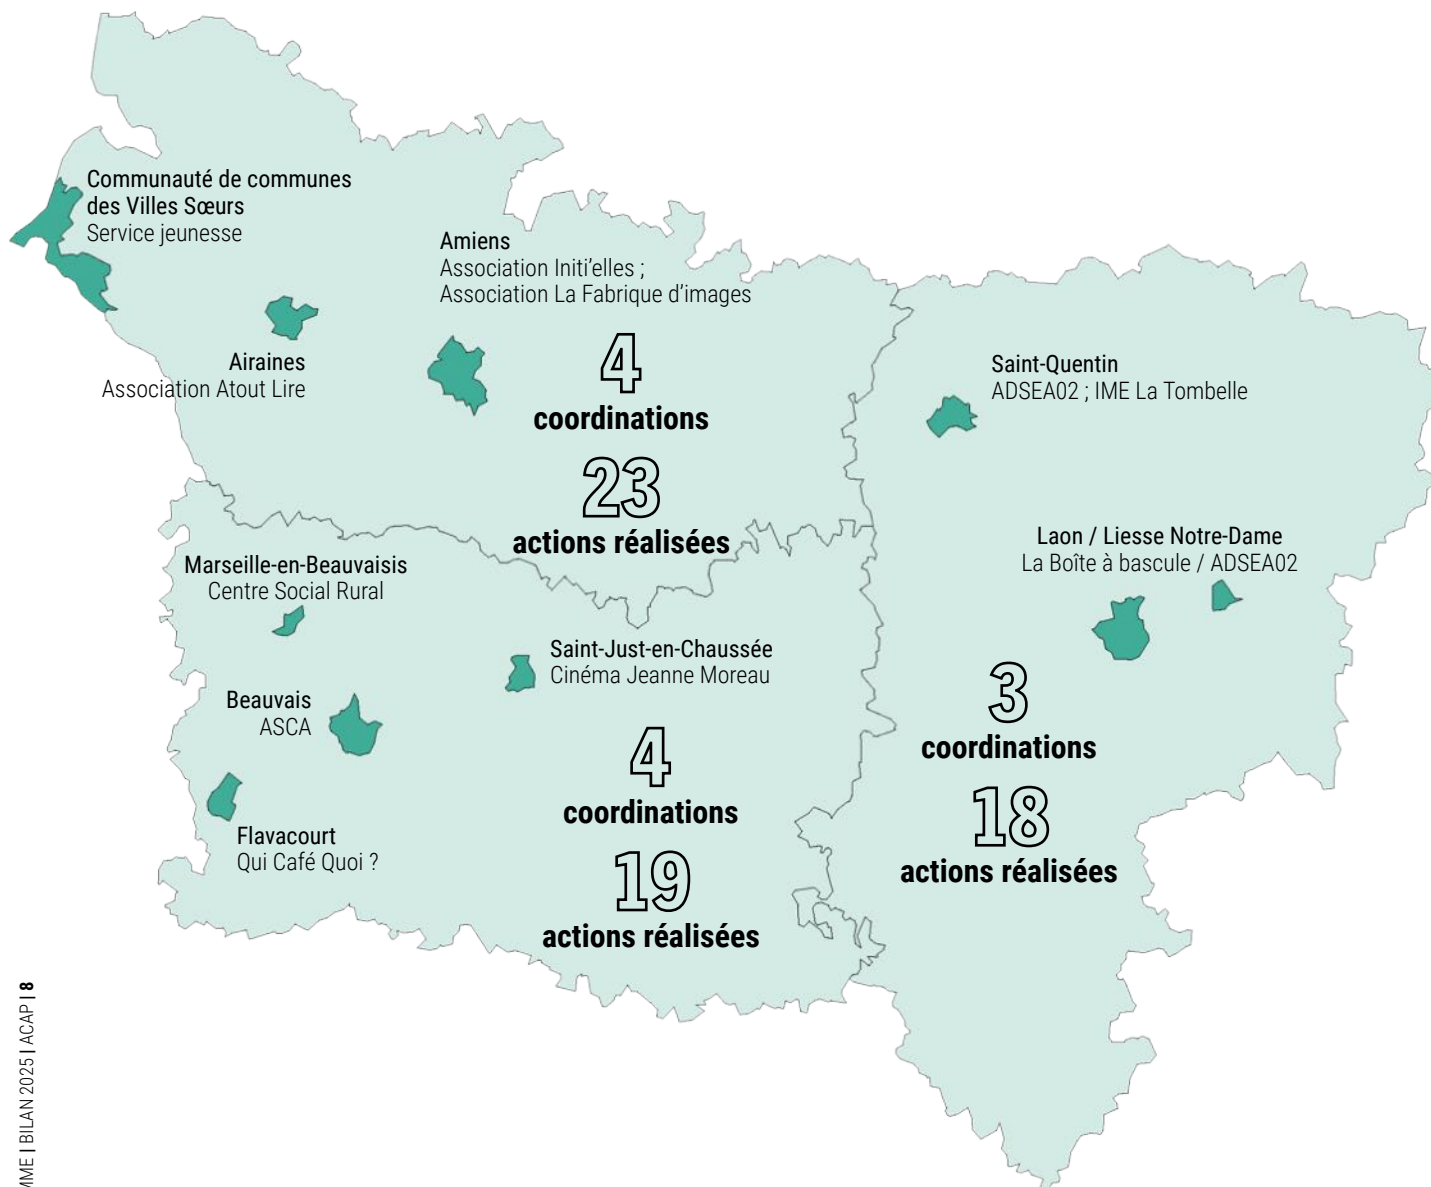 Communauté de communes
des Villes Sœurs
Service jeunesse
Amiens
Association Initi'elles ;
Association La Fabrique d'images
Airaines
Association Atout Lire
4
coordinations
23
actions réalisées
Saint-Quentin
ADSEA02 ; IME La Tombelle
Laon / Liesse Notre-Dame
La Boîte à bascule / ADSEA02
3
coordinations
18
actions réalisées
Marseille-en-Beauvaisis
Centre Social Rural
Saint-Just-en-Chaussée
Cinéma Jeanne Moreau
Beauvais
ASCA
Flavacourt
Qui Café Quoi ?
4
coordinations
19
actions réalisées
| BILAN 2025 | ACAP | 8